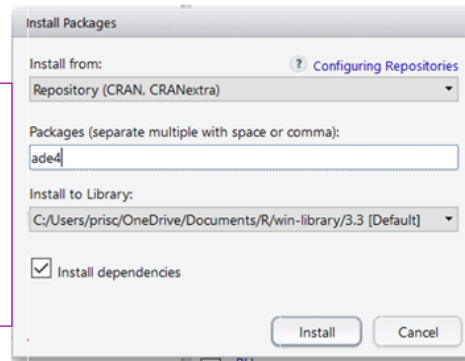 Install Packages
Install from:
Configuring Repositories
Repository (CRAN, CRANextra)
Packages (separate multiple with space or comma):
ade4
Install to Library:
C:/Users/prisc/OneDrive/Documents/R/win-library/3.3 [Default]
Install dependencies
Install
Cancel